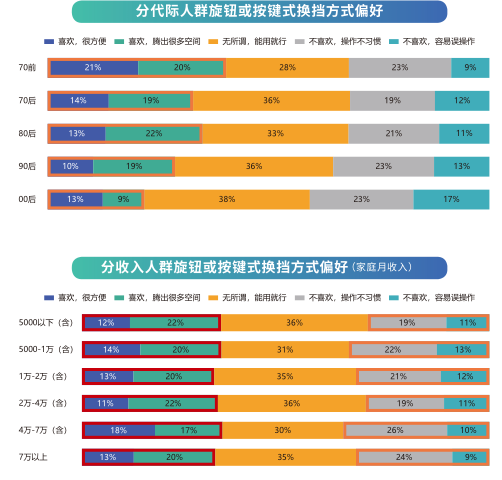 分代际人群旋钮或按键式换挡方式偏好
喜欢，很方便 喜欢，腾出很多空间 无所谓，能用就行 不喜欢，操作不习惯 不喜欢，容易误操作
70前 21% 20% 28% 23% 9%
70后 14% 19% 36% 19% 12%
80后 13% 22% 33% 21% 11%
90后 10% 19% 36% 23% 13%
00后 13% 9% 38% 23% 17%
分收入人群旋钮或按键式换挡方式偏好（家庭月收入）
喜欢，很方便 喜欢，腾出很多空间 无所谓，能用就行 不喜欢，操作不习惯 不喜欢，容易误操作
5000以下（含） 12% 22% 36% 19% 11%
5000-1万（含） 14% 20% 31% 22% 13%
1万-2万（含） 13% 20% 35% 21% 12%
2万-4万（含） 11% 22% 36% 19% 11%
4万-7万（含） 18% 17% 30% 26% 10%
7万以上 13% 20% 35% 24% 9%